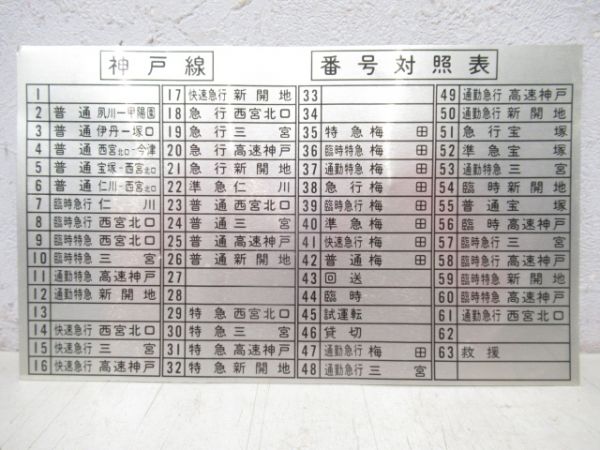 神戸線
番号対照表
1
2 普通 夙川ー甲陽園
3 普通 伊丹ー塚口
4 普通 西宮北口ー今津
5 普通 宝塚ー西宮北口
6 普通 仁川ー西宮北口
7 臨時急行 仁川
8 臨時急行 西宮北口
9 臨時特急 西宮北口
10 臨時特急 三宮
11 通勤特急 高速神戸
12 通勤特急 新開地
13
14 快速急行 西宮北口
15 快速急行 三宮
16 快速急行 高速神戸
17 快速急行 新開地
18 急行 西宮北口
19 急行 三宮
20 急行 高速神戸
21 急行 新開地
22 準急 仁川
23 普通 西宮北口
24 普通 三宮
25 普通 高速神戸
26 普通 新開地
27
28
29 特急 西宮北口
30 特急 三宮
31 特急 高速神戸
32 特急 新開地
33
34
35 特急 梅田
36 臨時特急 梅田
37 通勤特急 梅田
38 急行 梅田
39 臨時急行 梅田
40 準急 梅田
41 快速急行 梅田
42 普通 梅田
43 回送
44 臨時
45 試運転
46 貸切
47 通勤急行 梅田
48 通勤急行 三宮
49 通勤急行 高速神戸
50 通勤急行 新開地
51 急行 宝塚
52 準急 宝塚
53 通勤特急 三宮
54 臨時 新開地
55 普通 宝塚
56 臨時 高速神戸
57 臨時急行 三宮
58 臨時急行 高速神戸
59 臨時特急 新開地
60 臨時特急 高速神戸
61 通勤急行 西宮北口
62
63 救援